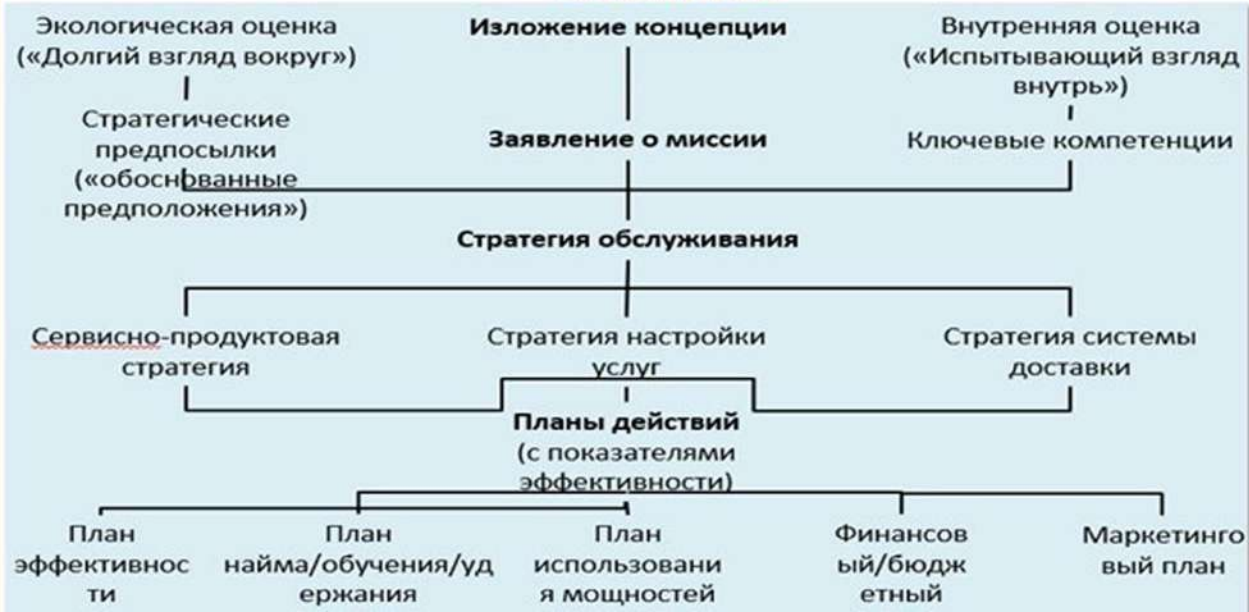 Экологическая оценка
(«Долгий взгляд вокруг»)
Изложение концепции
Внутренняя оценка
(«Испытывающий взгляд
внутрь»)
Стратегические
предпосылки
(«обоснованные
предположения»)
Заявление о миссии
Ключевые компетенции
Стратегия обслуживания
Сервисно-продуктовая
стратегия
Стратегия настройки
услуг
Стратегия системы
доставки
Планы действий
(с показателями
эффективности)
План
эффективнос
ти
План
найма/обучения/уд
ержания
План
использовани
я мощностей
Финансов
ый/бюдж
етный
Маркетинго
вый план